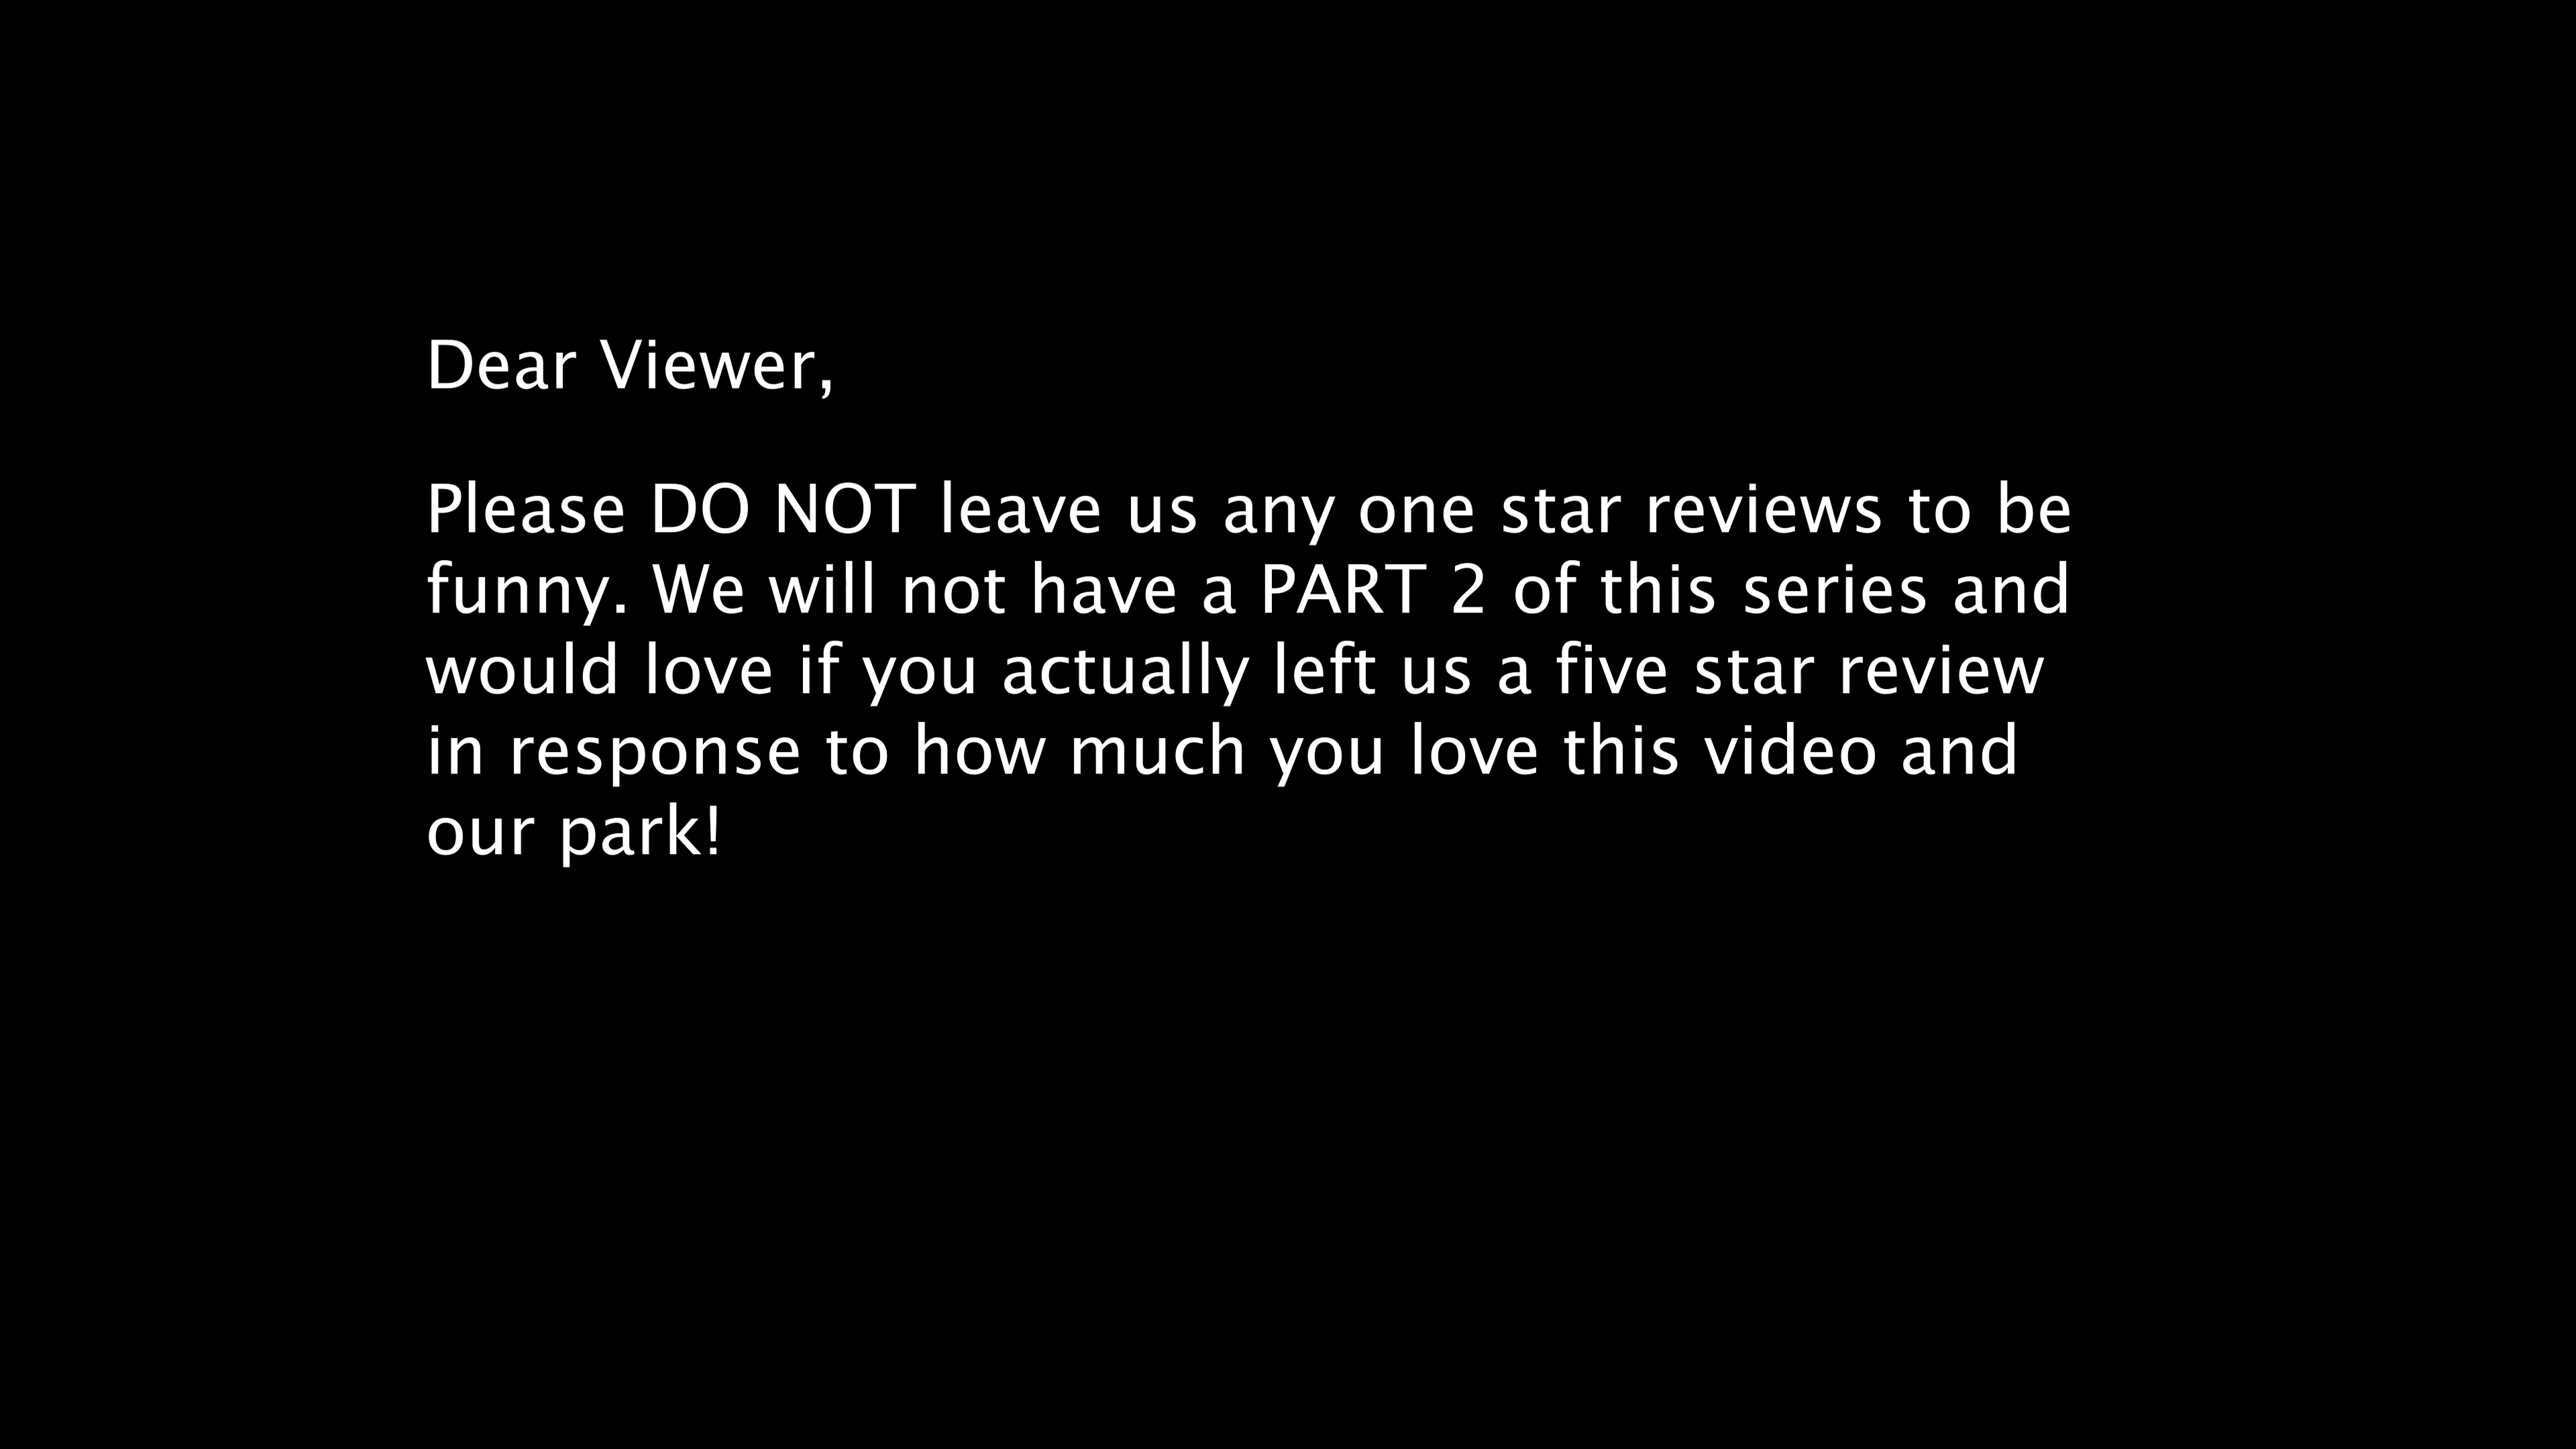 Dear Viewer,
Please DO NOT leave us any one star reviews to be
funny. We will not have a PART 2 of this series and
would love if you actually left us a five star review
in response to how much you love this video and
our park!